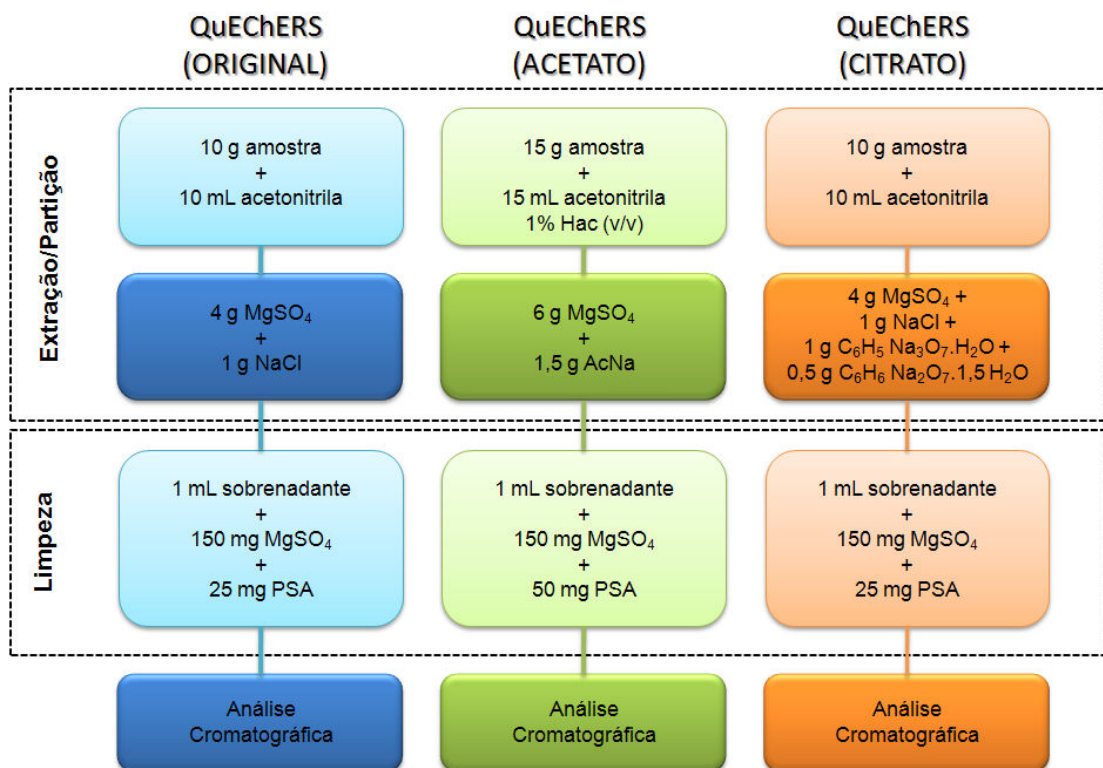 QuEChERS
(ORIGINAL)
QuEChERS
(ACETATO)
QuEChERS
(CITRATO)
Extração/Partição
10 g amostra
+
10 mL acetonitrila
15 g amostra
+
15 mL acetonitrila
1% Hac (v/v)
10 g amostra
+
10 mL acetonitrila
4 g MgSO₄
+
1 g NaCl
6 g MgSO₄
+
1,5 g AcNa
4 g MgSO₄ +
1 g NaCl +
1 g C₆H₅ Na₃O₇.H₂O +
0,5 g C₆H₆ Na₂O₇.1,5 H₂O
Limpeza
1 mL sobrenadante
+
150 mg MgSO₄
+
25 mg PSA
1 mL sobrenadante
+
150 mg MgSO₄
+
50 mg PSA
1 mL sobrenadante
+
150 mg MgSO₄
+
25 mg PSA
Análise
Cromatográfica
Análise
Cromatográfica
Análise
Cromatográfica